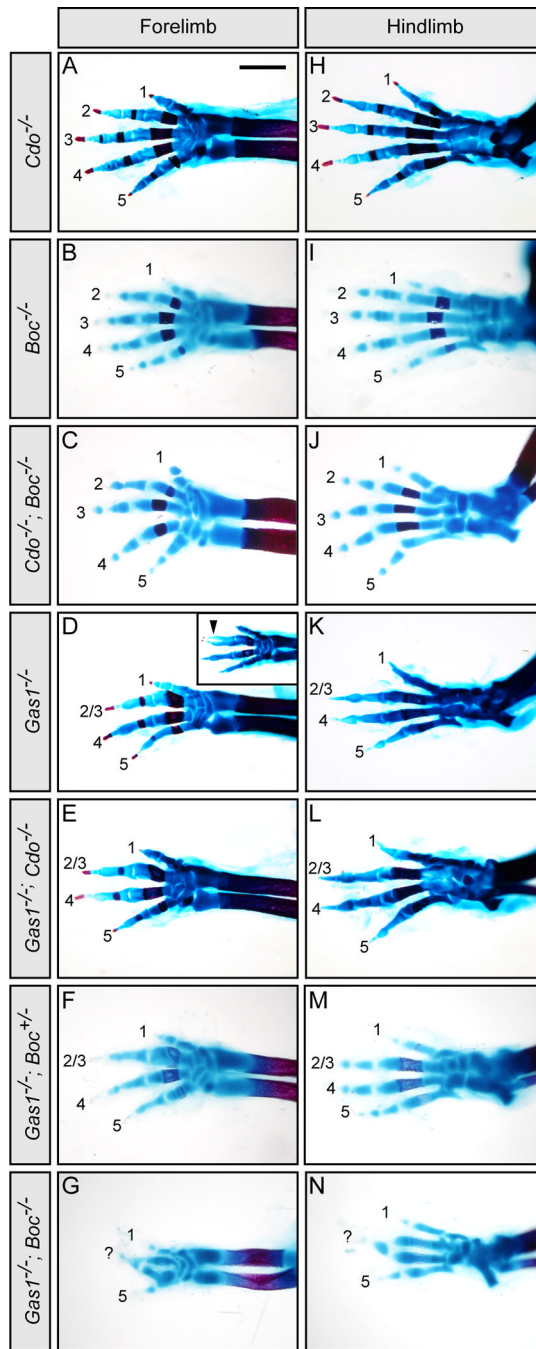 Forelimb Hindlimb
Cdo-/-
A 1 2 3 4 5
H 1 2 3 4 5
Boc-/-
B 1 2 3 4 5
I 1 2 3 4 5
Cdo-/-; Boc-/-
C 1 2 3 4 5
J 1 2 3 4 5
Gas1-/-
D 1 2/3 4 5
K 1 2/3 4 5
Gas1-/-; Cdo-/-
E 1 2/3 4 5
L 1 2/3 4 5
Gas1-/-; Boc+/-
F 1 2/3 4 5
M 1 2/3 4 5
Gas1-/-; Boc-/-
G 1 ? 5
N 1 ? 5